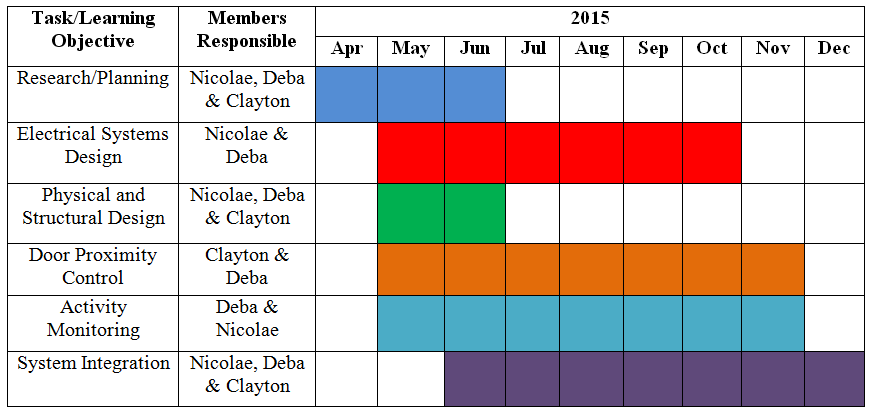 Task/Learning
Objective
Members
Responsible
2015
Apr May Jun Jul Aug Sep Oct Nov Dec
Research/Planning
Nicolae, Deba
& Clayton
Electrical Systems
Design
Nicolae &
Deba
Physical and
Structural Design
Nicolae, Deba
& Clayton
Door Proximity
Control
Clayton &
Deba
Activity
Monitoring
Deba &
Nicolae
System Integration
Nicolae, Deba
& Clayton